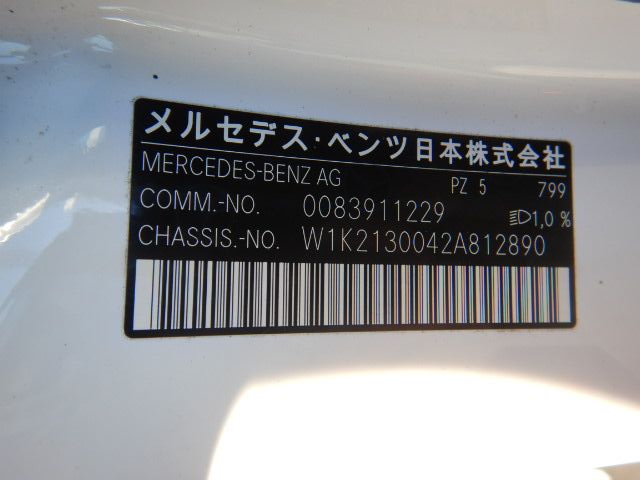 メルセデス・ベンツ日本株式会社
MERCEDES-BENZ AG PZ 5 799
COMM.-NO. 0083911229 1,0 %
CHASSIS.-NO. W1K2130042A812890